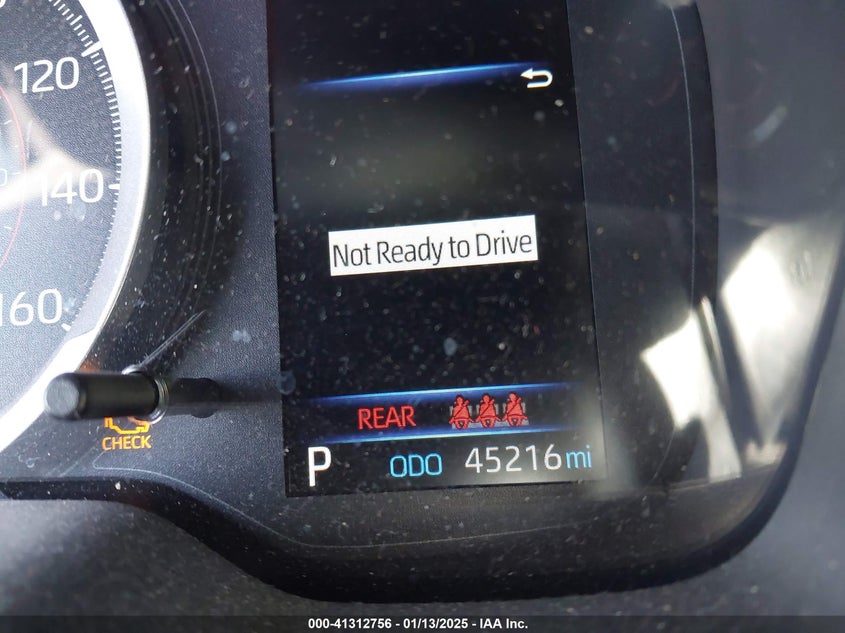 120
140
160
Not Ready to Drive
REAR
CHECK
P ODO 45216 mi
000-41312756 - 01/13/2025 - IAA Inc.